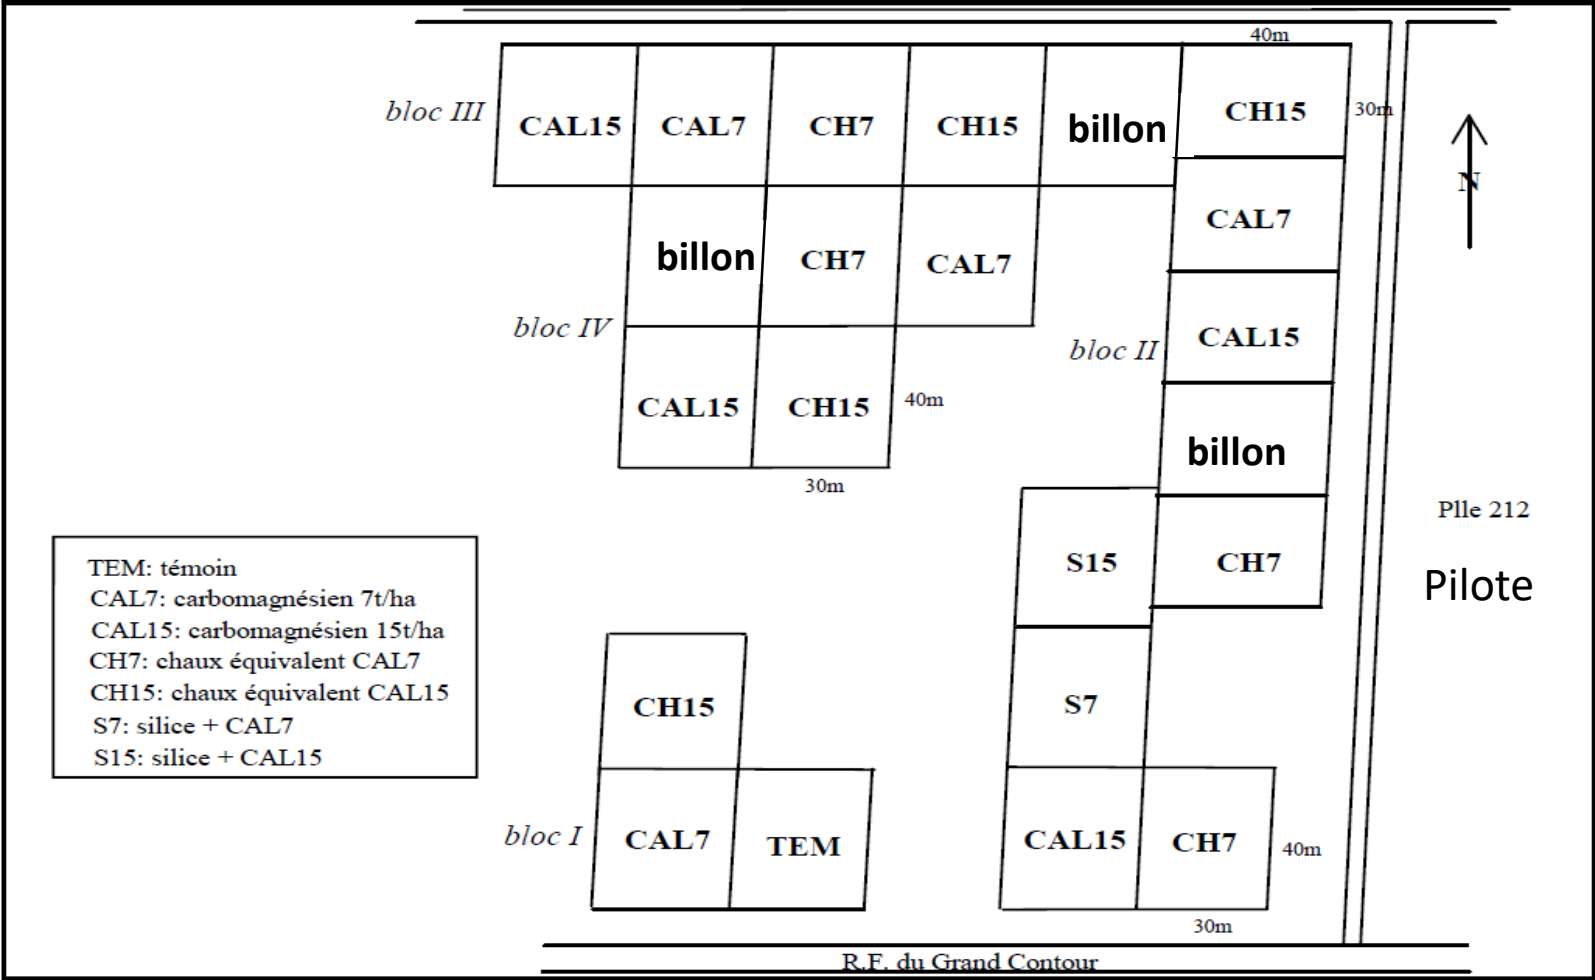 40m
bloc III
CAL15
CAL7
CH7
CH15
billon
CH15
30m
N
CAL7
billon
CH7
CAL7
bloc IV
bloc II
CAL15
CAL15
CH15
40m
30m
billon
Plle 212
Pilote
S15
CH7
TEM: témoin
CAL7: carbomagnésien 7t/ha
CAL15: carbomagnésien 15t/ha
CH7: chaux équivalent CAL7
CH15: chaux équivalent CAL15
S7: silice + CAL7
S15: silice + CAL15
CH15
S7
bloc I
CAL7
TEM
CAL15
CH7
40m
30m
R.F. du Grand Contour